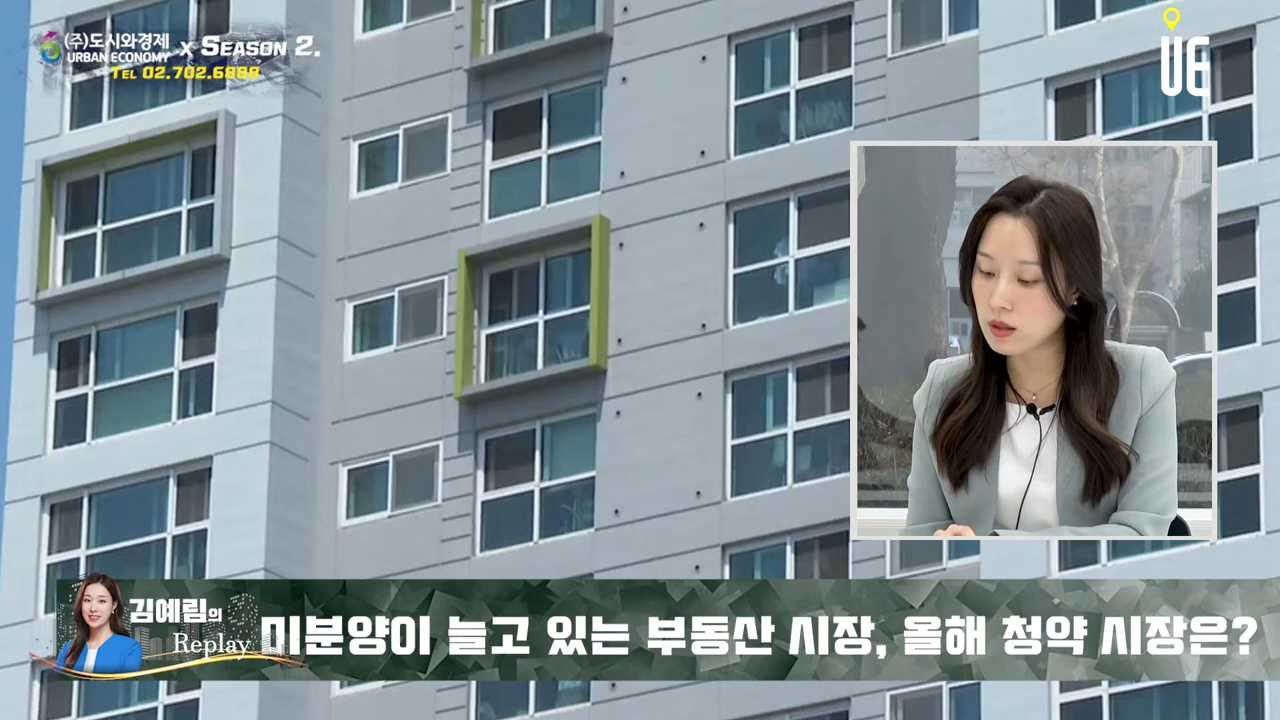 (주)도시와경제
URBAN ECONOMY
X SEASON 2.
TEL 02.702.6888
UE
김예림의
Replay
미분양이 늘고 있는 부동산 시장, 올해 청약 시장은?